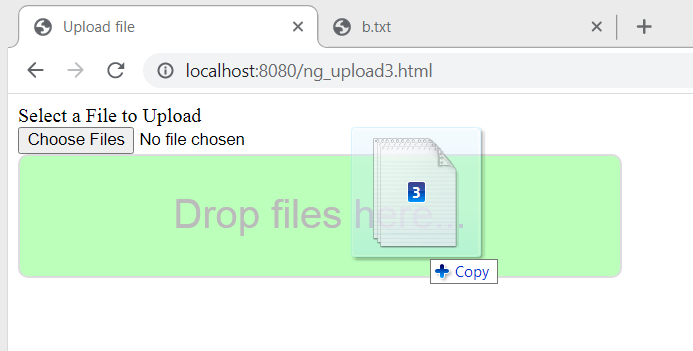 Upload file
b.txt
localhost:8080/ng_upload3.html
Select a File to Upload
Choose Files No file chosen
Drop files here...
3
Copy